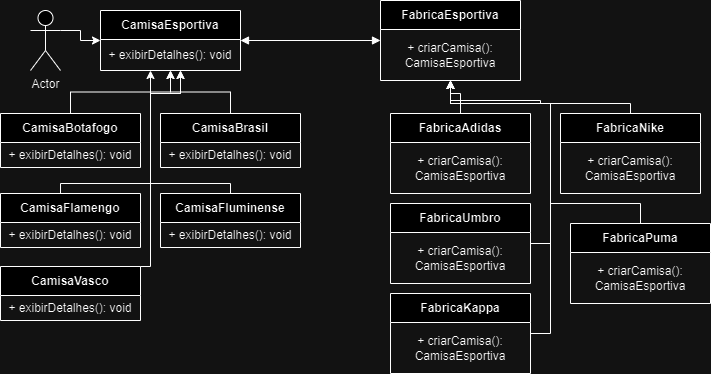 CamisaEsportiva
+ exibirDetalhes(): void
Actor
FabricaEsportiva
+ criarCamisa():
CamisaEsportiva
CamisaBotafogo
+ exibirDetalhes(): void
CamisaBrasil
+ exibirDetalhes(): void
FabricaAdidas
+ criarCamisa():
CamisaEsportiva
FabricaNike
+ criarCamisa():
CamisaEsportiva
CamisaFlamengo
+ exibirDetalhes(): void
CamisaFluminense
+ exibirDetalhes(): void
FabricaUmbro
+ criarCamisa():
CamisaEsportiva
FabricaPuma
+ criarCamisa():
CamisaEsportiva
CamisaVasco
+ exibirDetalhes(): void
FabricaKappa
+ criarCamisa():
CamisaEsportiva